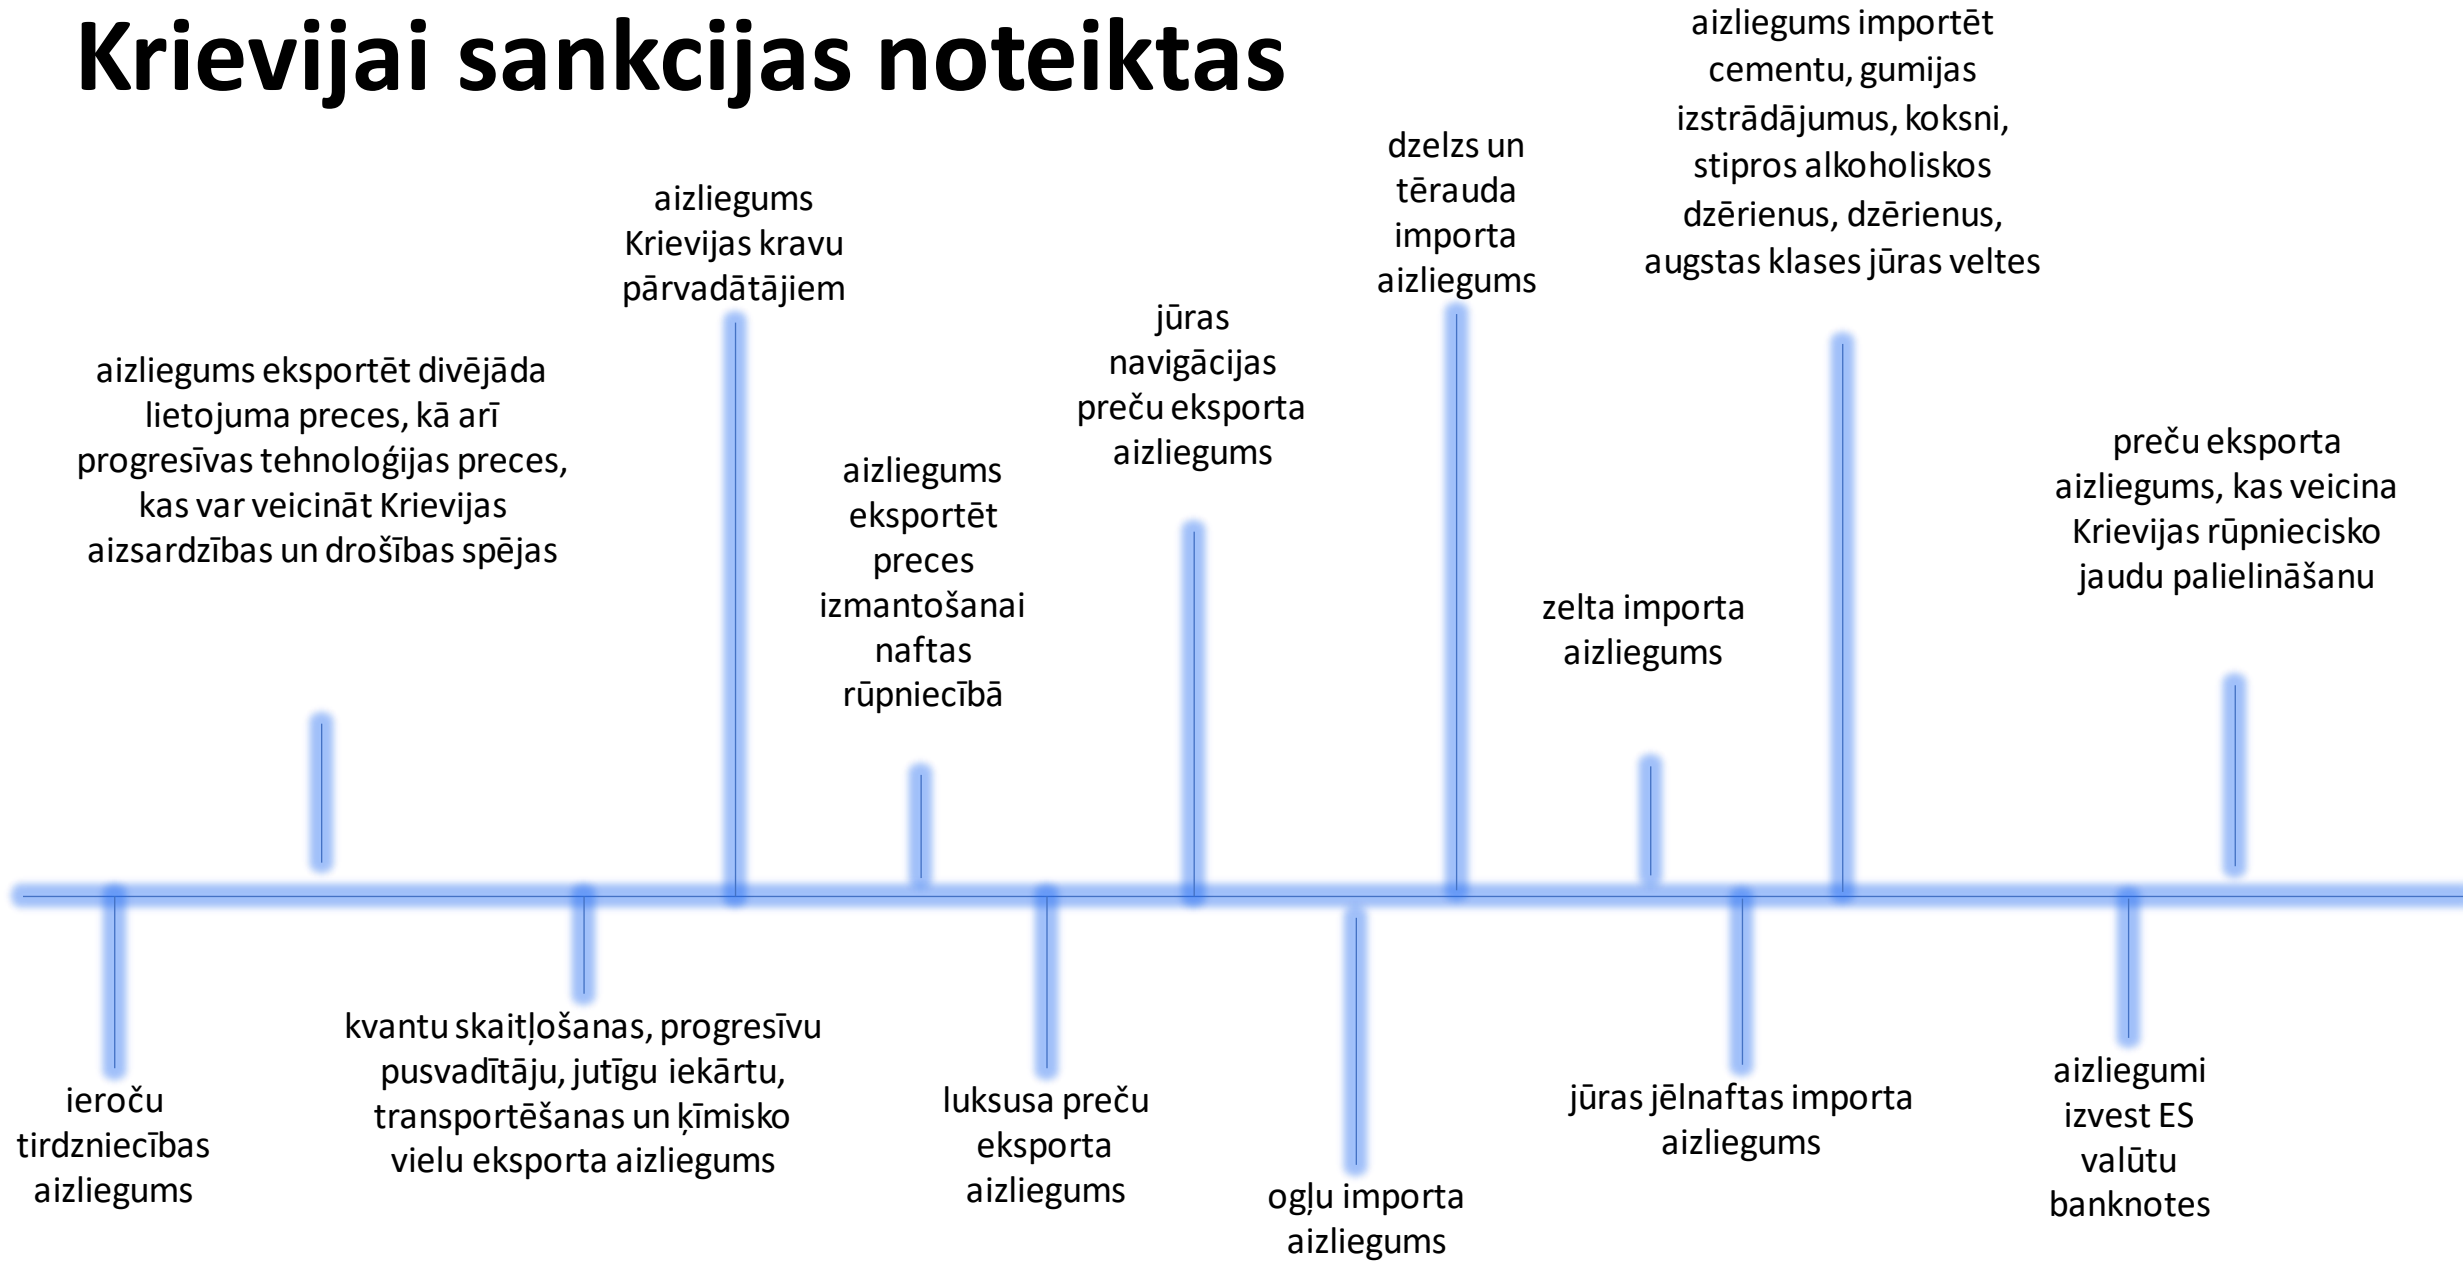 Krievijai sankcijas noteiktas
aizliegums eksportēt divējāda
lietojuma preces, kā arī
progresīvas tehnoloģijas preces,
kas var veicināt Krievijas
aizsardzības un drošības spējas
aizliegums
Krievijas kravu
pārvadātājiem
aizliegums
eksportēt
preces
izmantošanai
naftas
rūpniecībā
jūras
navigācijas
preču eksporta
aizliegums
dzelzs un
tērauda
importa
aizliegums
zelta importa
aizliegums
aizliegums importēt
cementu, gumijas
izstrādājumus, koksni,
stipros alkoholiskos
dzērienus, dzērienus,
augstas klases jūras veltes
preču eksporta
aizliegums, kas veicina
Krievijas rūpniecisko
jaudu palielināšanu
ieroču
tirdzniecības
aizliegums
kvantu skaitļošanas, progresīvu
pusvadītāju, jutīgu iekārtu,
transportēšanas un ķīmisko
vielu eksporta aizliegums
luksusa preču
eksporta
aizliegums
ogļu importa
aizliegums
jūras jēlnaftas importa
aizliegums
aizliegumi
izvest ES
valūtu
banknotes